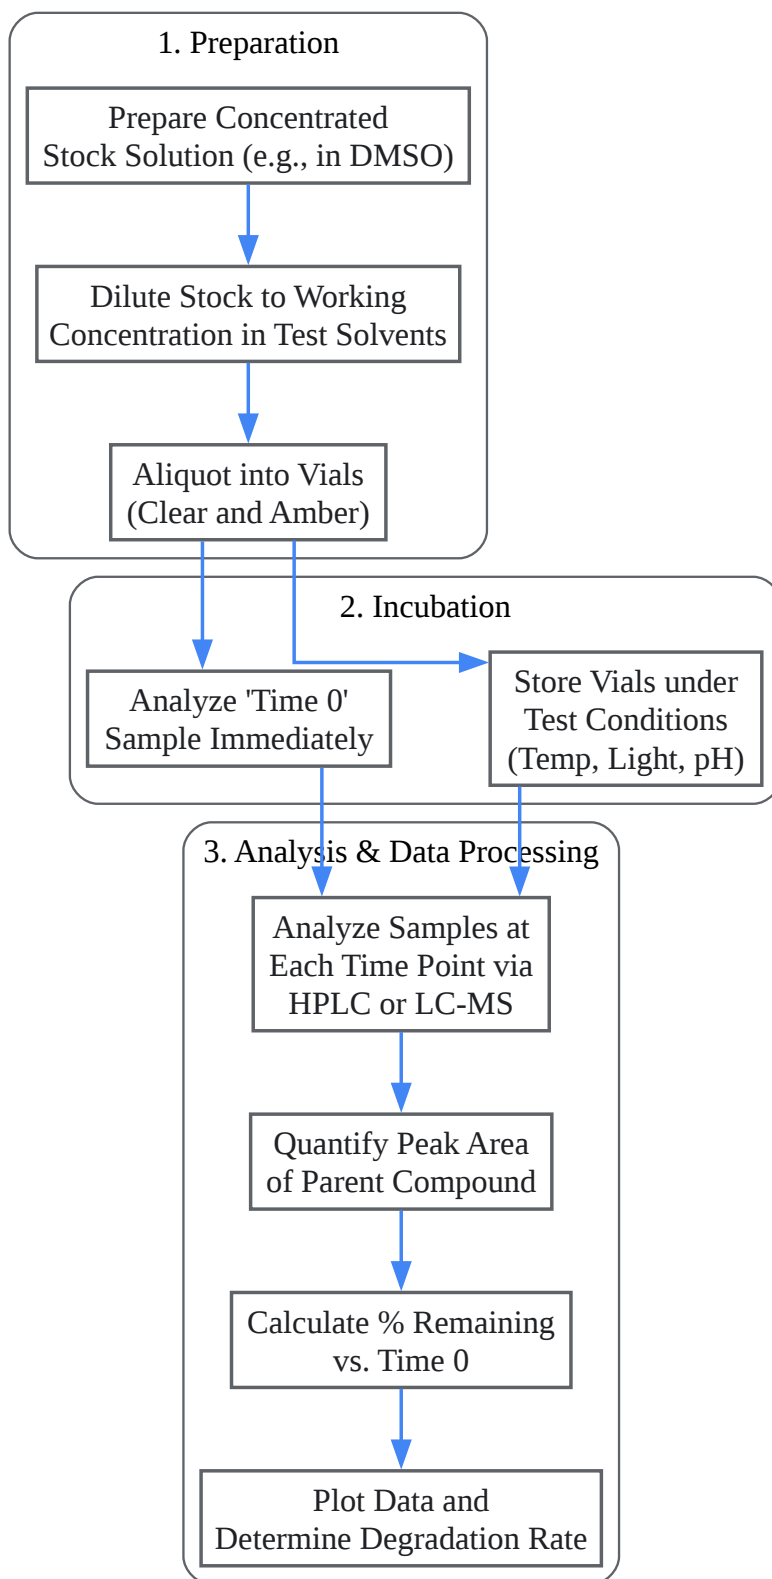 1. Preparation
Prepare Concentrated
Stock Solution (e.g., in DMSO)
Dilute Stock to Working
Concentration in Test Solvents
Aliquot into Vials
(Clear and Amber)
2. Incubation
Analyze 'Time 0'
Sample Immediately
Store Vials under
Test Conditions
(Temp, Light, pH)
3. Analysis & Data Processing
Analyze Samples at
Each Time Point via
HPLC or LC-MS
Quantify Peak Area
of Parent Compound
Calculate % Remaining
vs. Time 0
Plot Data and
Determine Degradation Rate